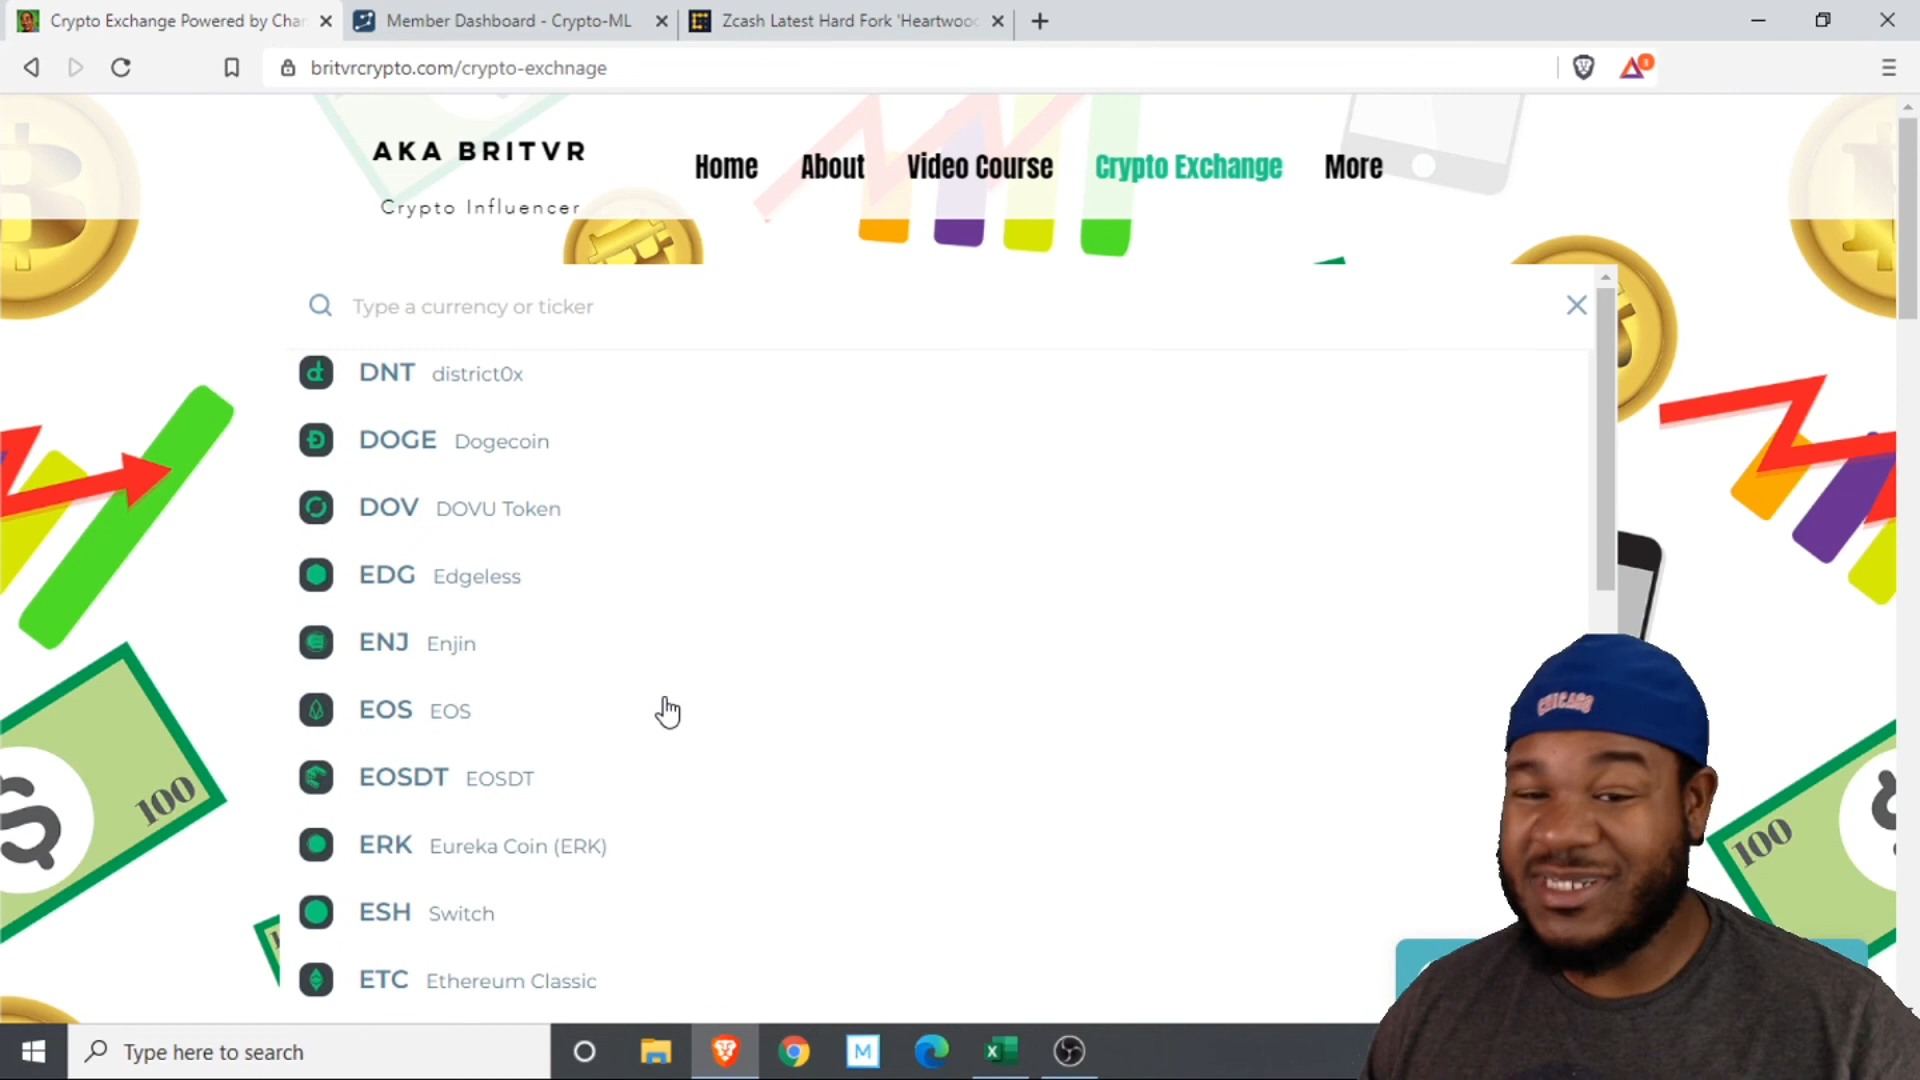 Crypto Exchange Powered by Chan
Member Dashboard - Crypto-ML
Zcash Latest Hard Fork 'Heartwood
britvrcrypto.com/crypto-exchnage
AKA BRITVR
Crypto Influencer
Home About Video Course Crypto Exchange More
Type a currency or ticker
DNT district0x
DOGE Dogecoin
DOV DOVU Token
EDG Edgeless
ENJ Enjin
EOS EOS
EOSDT EOSDT
ERK Eureka Coin (ERK)
ESH Switch
ETC Ethereum Classic
100
100
CHICAGO
Type here to search